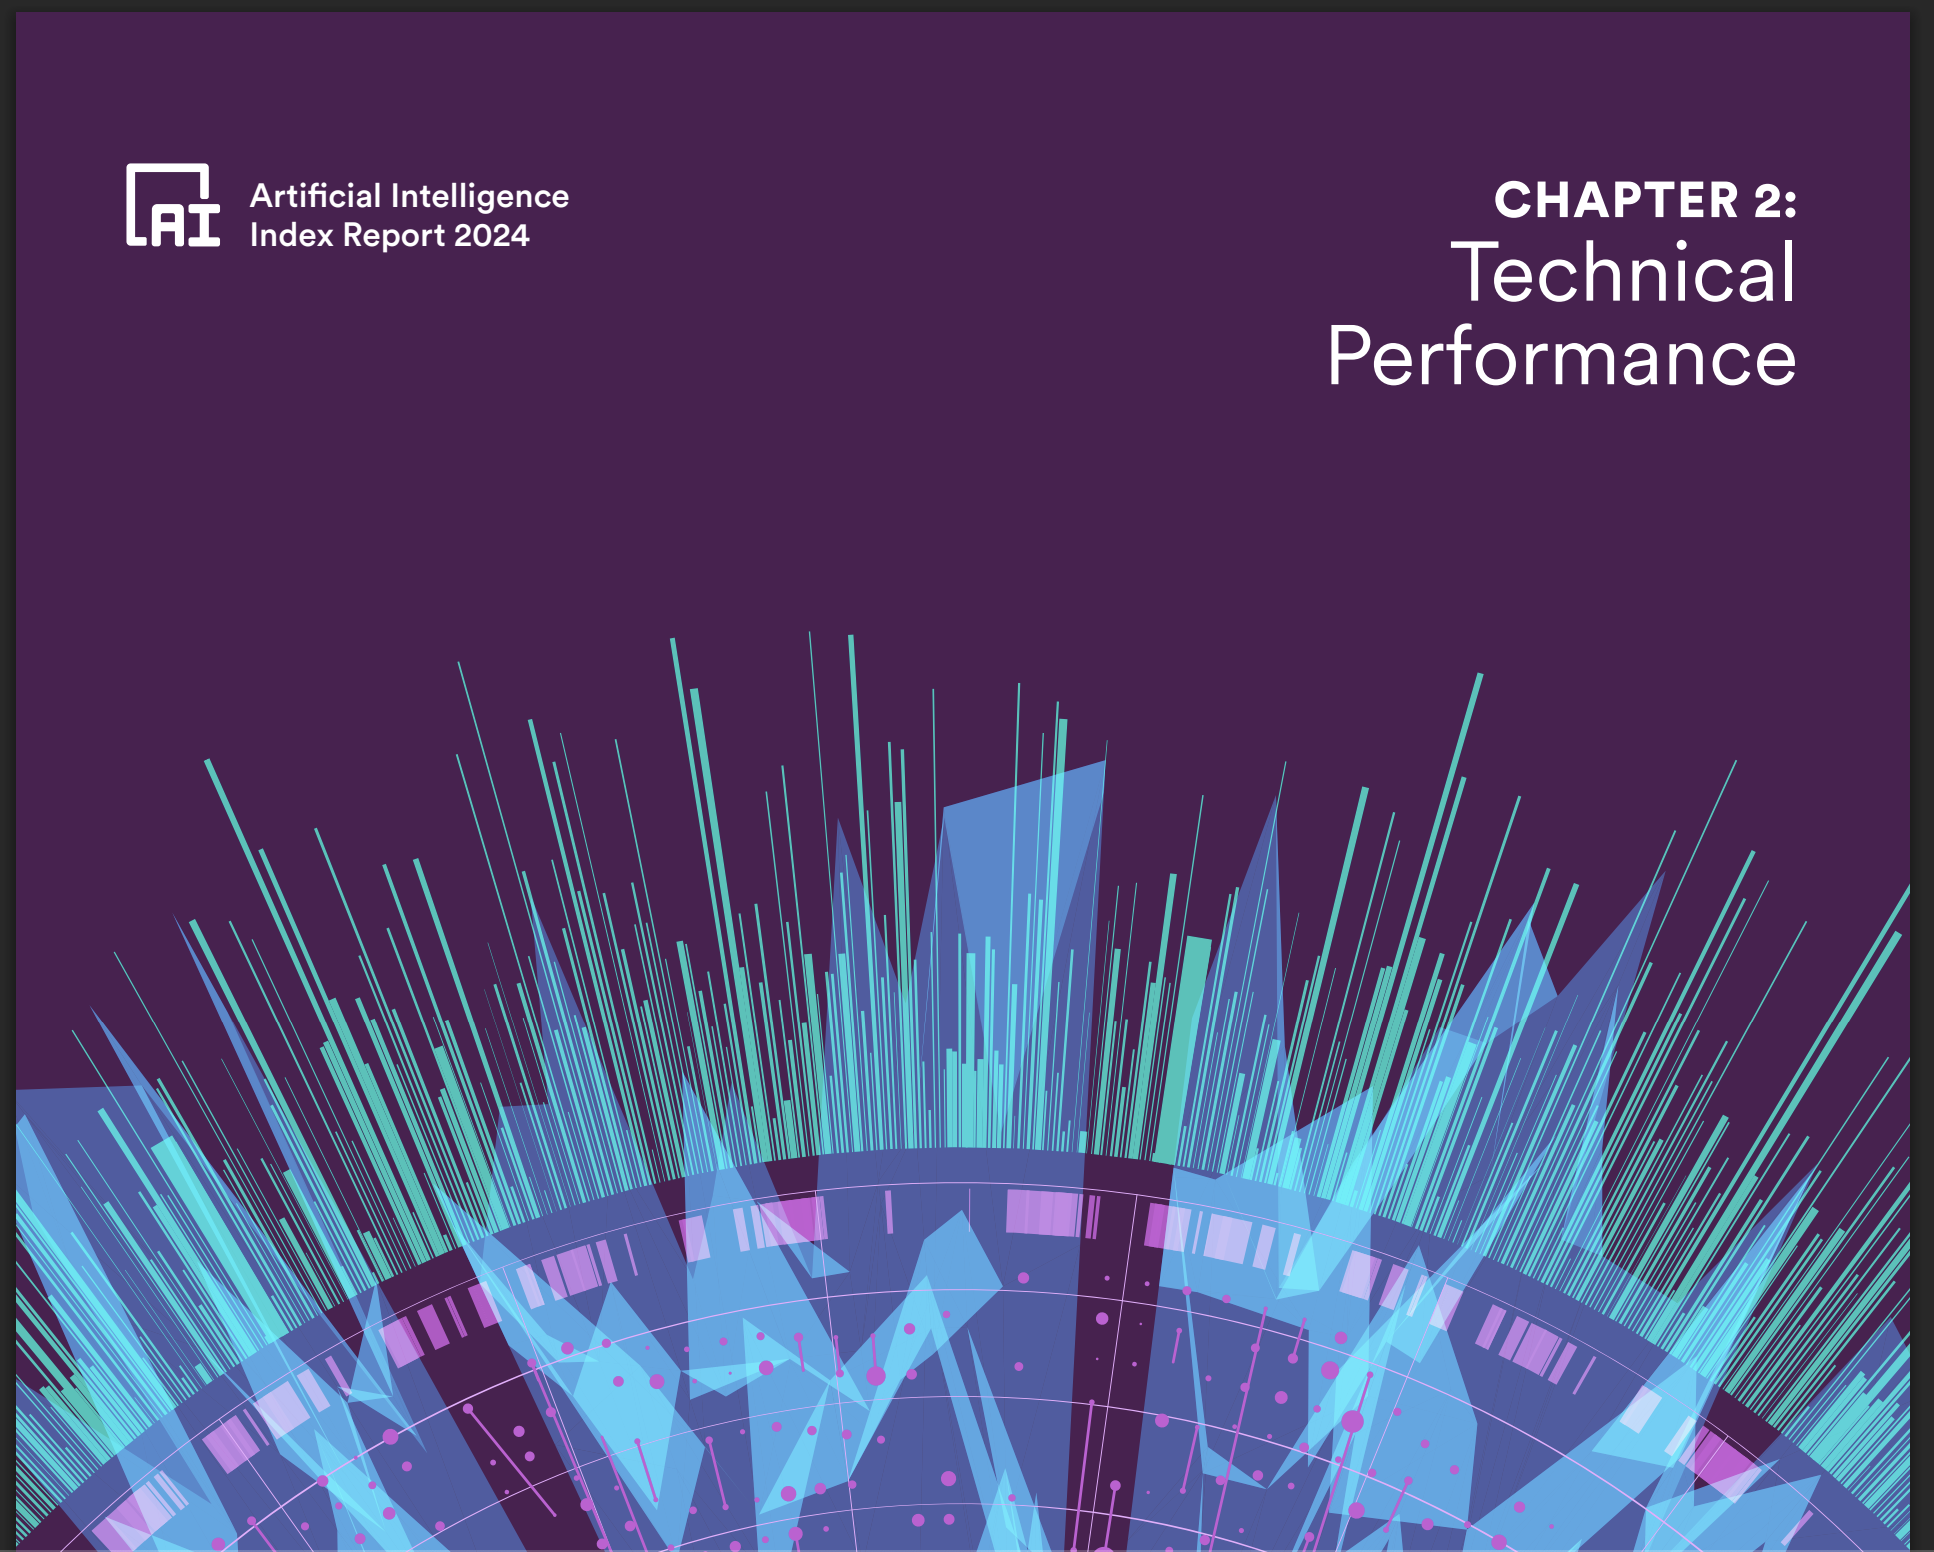 AI
Artificial Intelligence
Index Report 2024
CHAPTER 2:
Technical
Performance